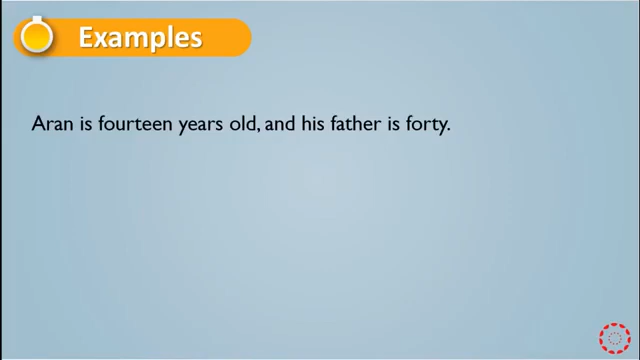 Examples
Aran is fourteen years old, and his father is forty.